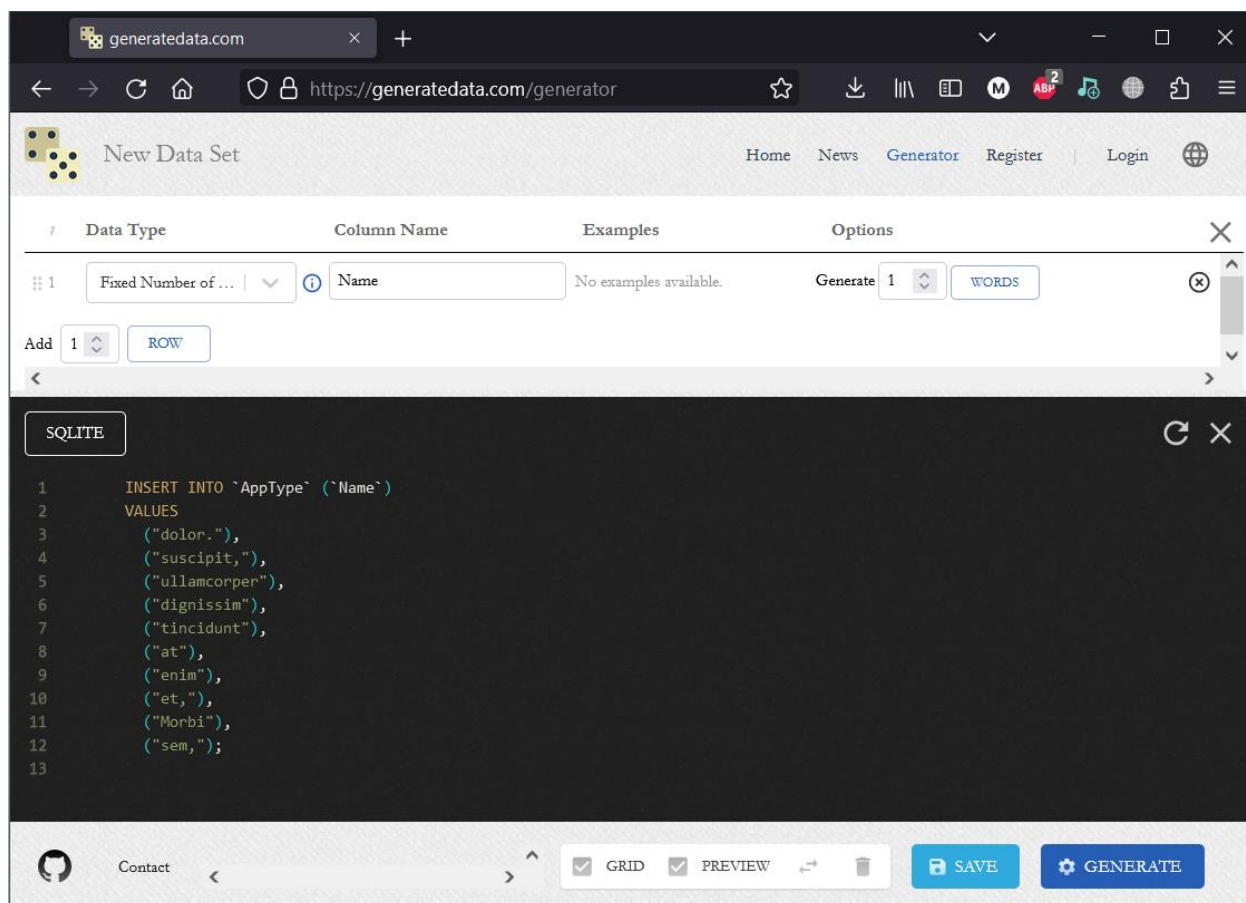 generatedata.com
https://generatedata.com/generator
M ABP 2
New Data Set Home News Generator Register | Login
1 Data Type Column Name Examples Options
1 Fixed Number of ... Name No examples available. Generate 1 WORDS
Add 1 ROW
SQLITE
1 INSERT INTO `AppType` (`Name`)
2 VALUES
3 ("dolor."),
4 ("suscipit,"),
5 ("ullamcorper"),
6 ("dignissim"),
7 ("tincidunt"),
8 ("at"),
9 ("enim"),
10 ("et,"),
11 ("Morbi"),
12 ("sem,");
13
Contact GRID PREVIEW SAVE GENERATE